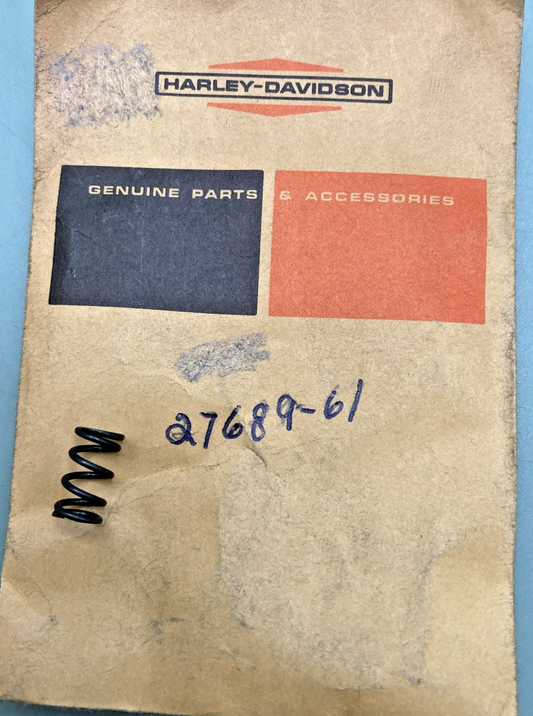 HARLEY-DAVIDSON
GENUINE PARTS & ACCESSORIES
27689-61